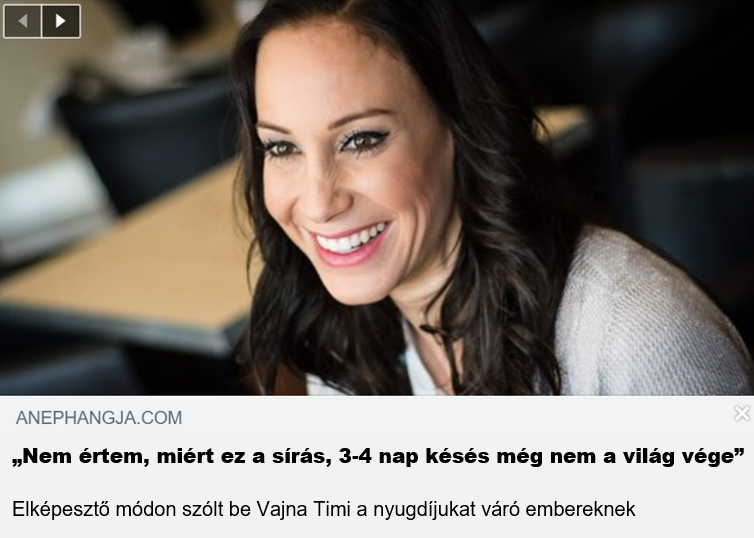 ANEPHANGJA.COM
„Nem értem, miért ez a sírás, 3-4 nap késés még nem a világ vége”
Elképesztő módon szólt be Vajna Timi a nyugdíjukat váró embereknek